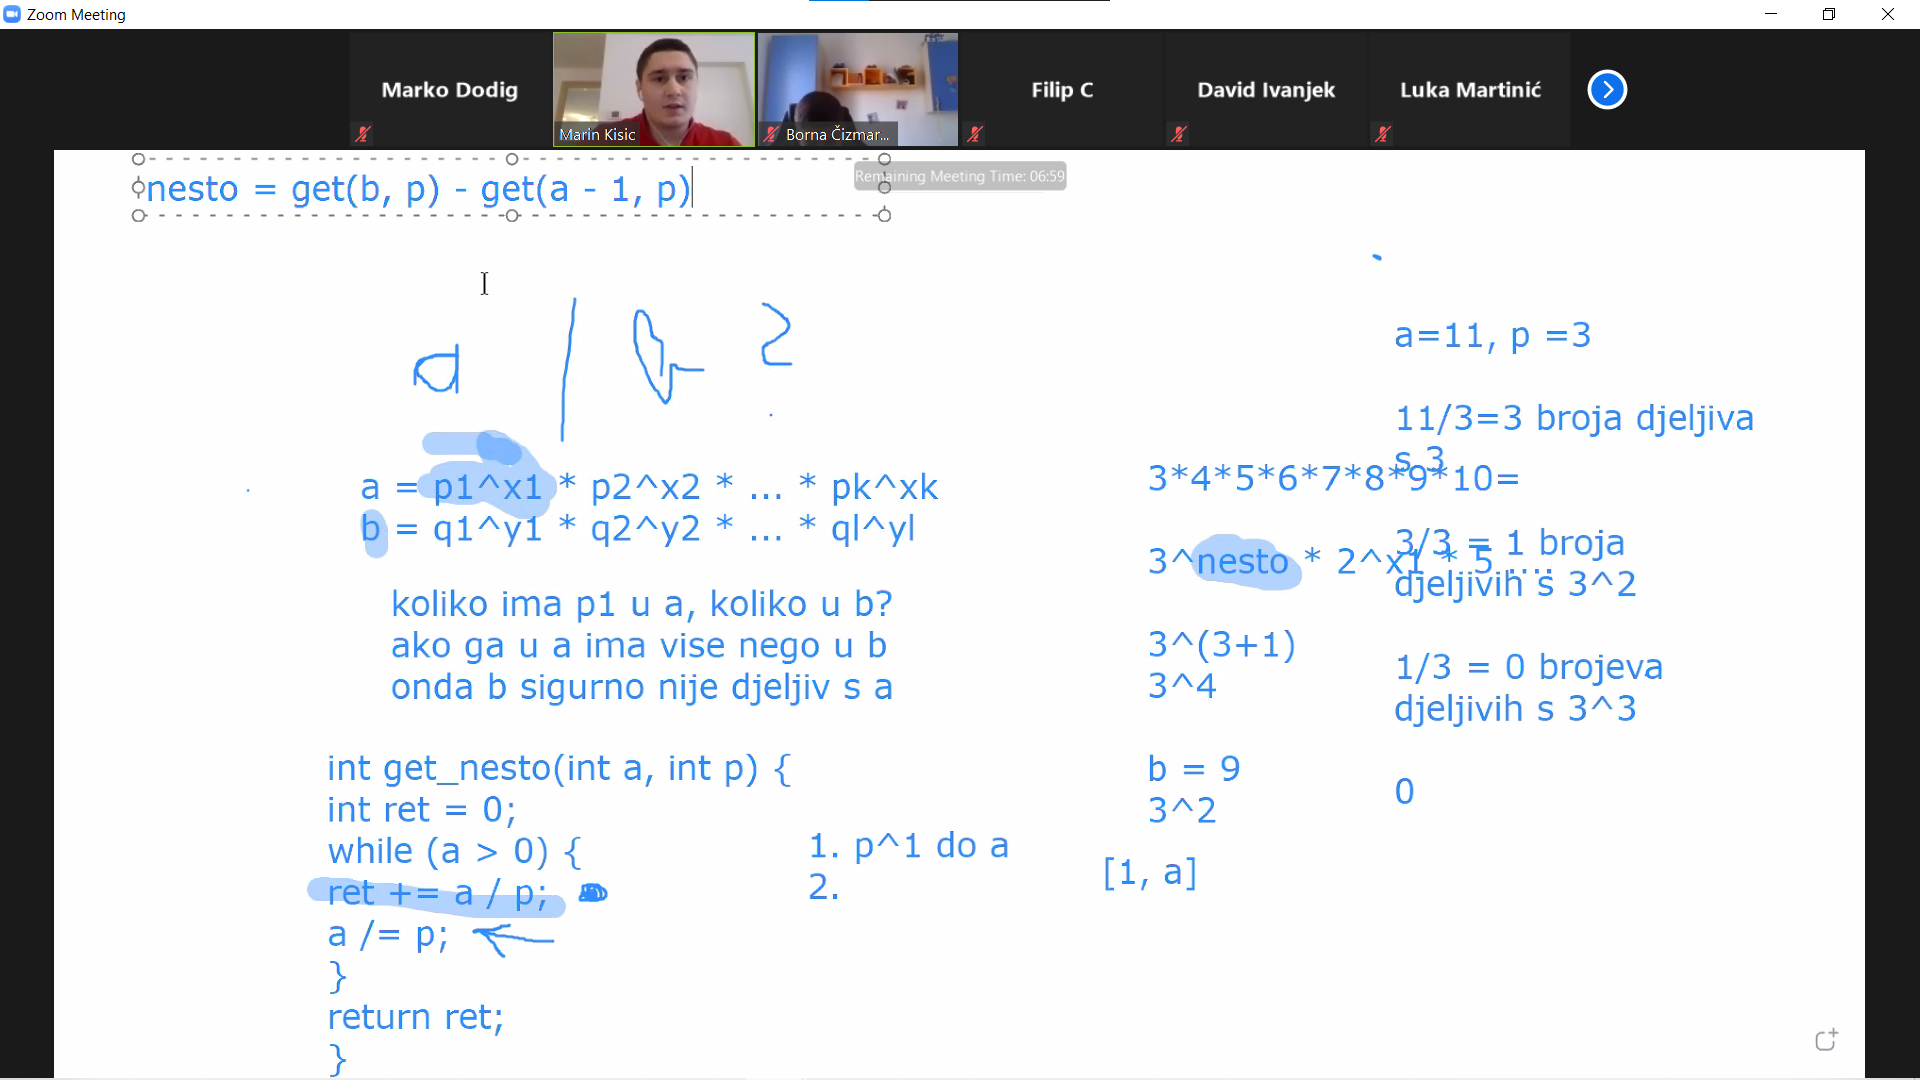 Zoom Meeting
Marko Dodig
Marin Kisic
Borna Čizmar...
Filip C
David Ivanjek
Luka Martinić
Remaining Meeting Time: 06:59
nesto = get(b, p) - get(a - 1, p)
a | b ?
a = p1^x1 * p2^x2 * ... * pk^xk
b = q1^y1 * q2^y2 * ... * ql^yl
koliko ima p1 u a, koliko u b?
ako ga u a ima vise nego u b
onda b sigurno nije djeljiv s a
int get_nesto(int a, int p) {
int ret = 0;
while (a > 0) {
ret += a / p;
a /= p;
}
return ret;
}
1. p^1 do a
2.
3*4*5*6*7*8*9*10=
3^nesto * 2^x1 * 5 ....
3^(3+1)
3^4
b = 9
3^2
[1, a]
a=11, p =3
11/3=3 broja djeljiva
s 3
3/3 = 1 broja
djeljivih s 3^2
1/3 = 0 brojeva
djeljivih s 3^3
0